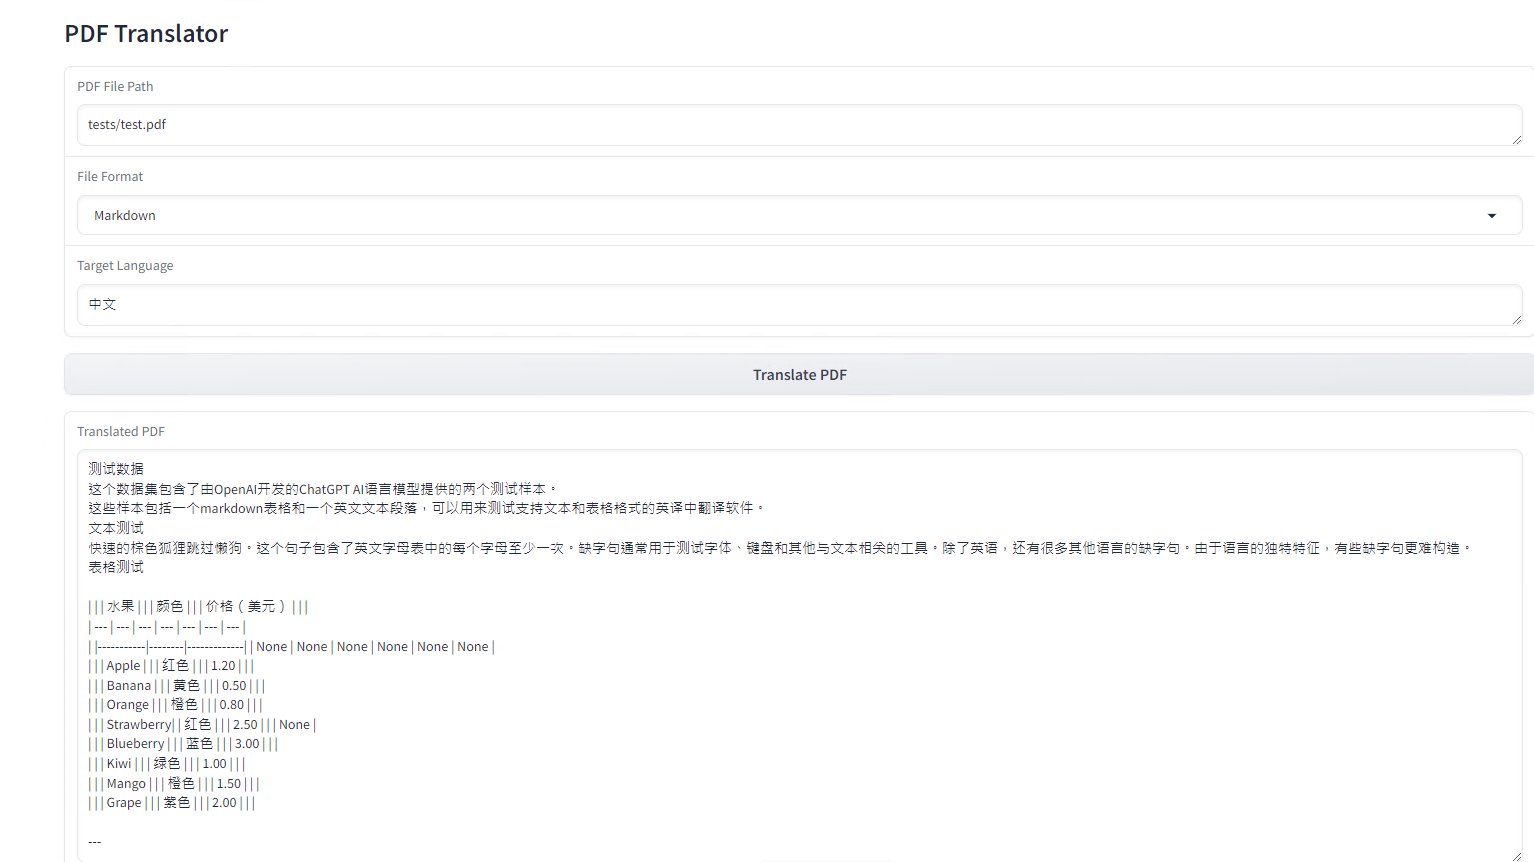 PDF Translator
PDF File Path
tests/test.pdf
File Format
Markdown
Target Language
中文
Translate PDF
Translated PDF
测试数据
这个数据集包含了由OpenAI开发的ChatGPT AI语言模型提供的两个测试样本。
这些样本包括一个markdown表格和一个英文文本段落，可以用来测试支持文本和表格格式的英译中翻译软件。
文本测试
快速的棕色狐狸跳过懒狗。这个句子包含了英文字母表中的每个字母至少一次。缺字句通常用于测试字体、键盘和其他与文本相关的工具。除了英语，还有很多其他语言的缺字句。由于语言的独特特征，有些缺字句更难构造。
表格测试
| | | 水果 | | | 颜色 | | | 价格（美元） | | |
| --- | --- | --- | --- | --- | --- | --- |
| |-----------|--------|-------------| | None | None | None | None | None | None |
| | | Apple | | | 红色 | | | 1.20 | | |
| | | Banana | | | 黄色 | | | 0.50 | | |
| | | Orange | | | 橙色 | | | 0.80 | | |
| | | Strawberry| | 红色 | | | 2.50 | | | None |
| | | Blueberry | | | 蓝色 | | | 3.00 | | |
| | | Kiwi | | | 绿色 | | | 1.00 | | |
| | | Mango | | | 橙色 | | | 1.50 | | |
| | | Grape | | | 紫色 | | | 2.00 | | |
---